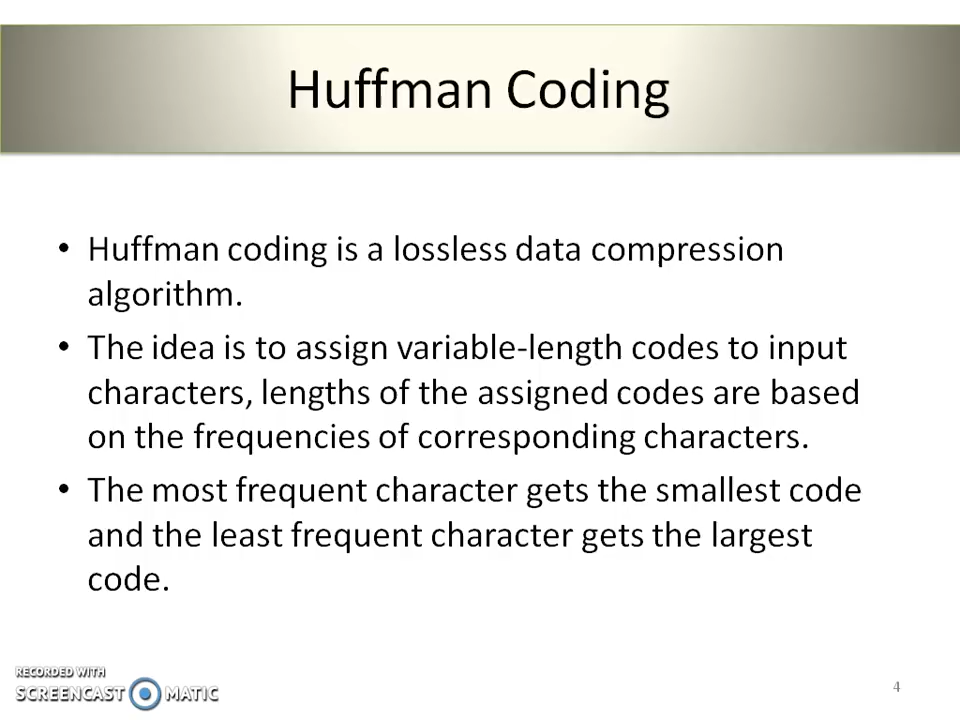 Huffman Coding
• Huffman coding is a lossless data compression
algorithm.
• The idea is to assign variable-length codes to input
characters, lengths of the assigned codes are based
on the frequencies of corresponding characters.
• The most frequent character gets the smallest code
and the least frequent character gets the largest
code.
RECORDED WITH
SCREENCAST MATIC
4